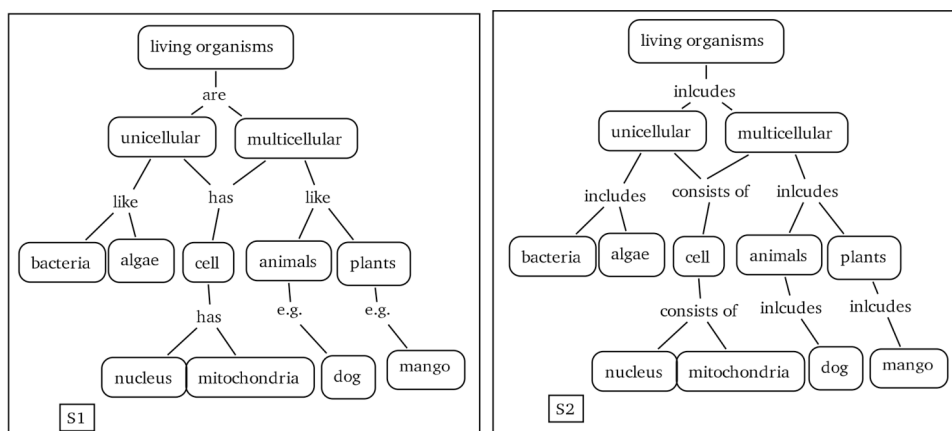 living organisms
are
unicellular multicellular
like has like
bacteria algae cell animals plants
has e.g. e.g.
nucleus mitochondria dog mango
S1
living organisms
inlcudes
unicellular multicellular
includes consists of inlcudes
bacteria algae cell animals plants
consists of inlcudes inlcudes
nucleus mitochondria dog mango
S2